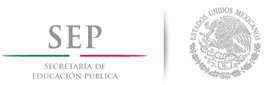 SEP
SECRETARÍA DE
EDUCACIÓN PÚBLICA
ESTADOS UNIDOS MEXICANOS